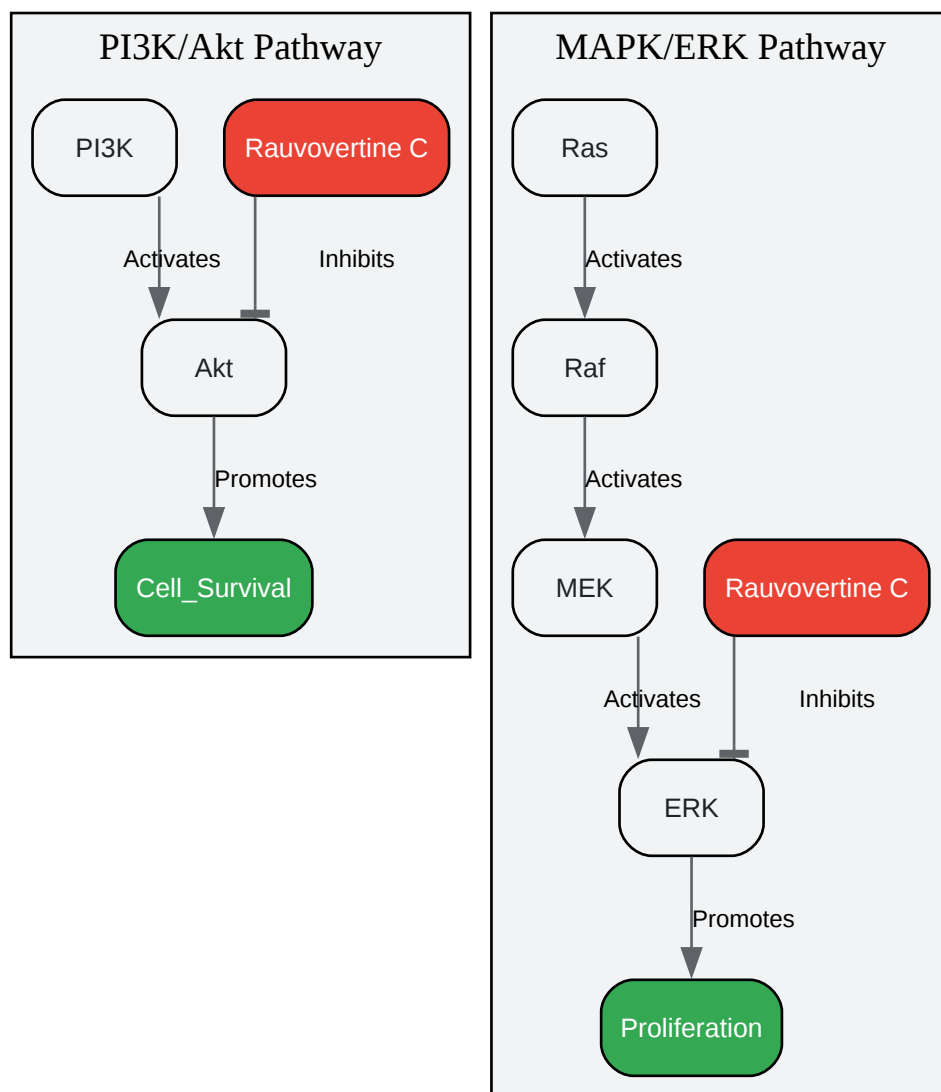 PI3K/Akt Pathway
PI3K
Rauvovertine C
Activates
Inhibits
Akt
Promotes
Cell_Survival
MAPK/ERK Pathway
Ras
Activates
Raf
Activates
MEK
Rauvovertine C
Activates
Inhibits
ERK
Promotes
Proliferation